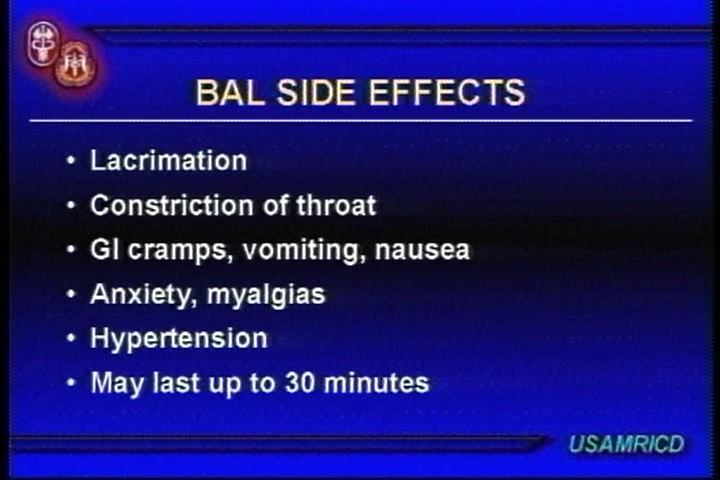 BAL SIDE EFFECTS
• Lacrimation
• Constriction of throat
• GI cramps, vomiting, nausea
• Anxiety, myalgias
• Hypertension
• May last up to 30 minutes
USAMRICD